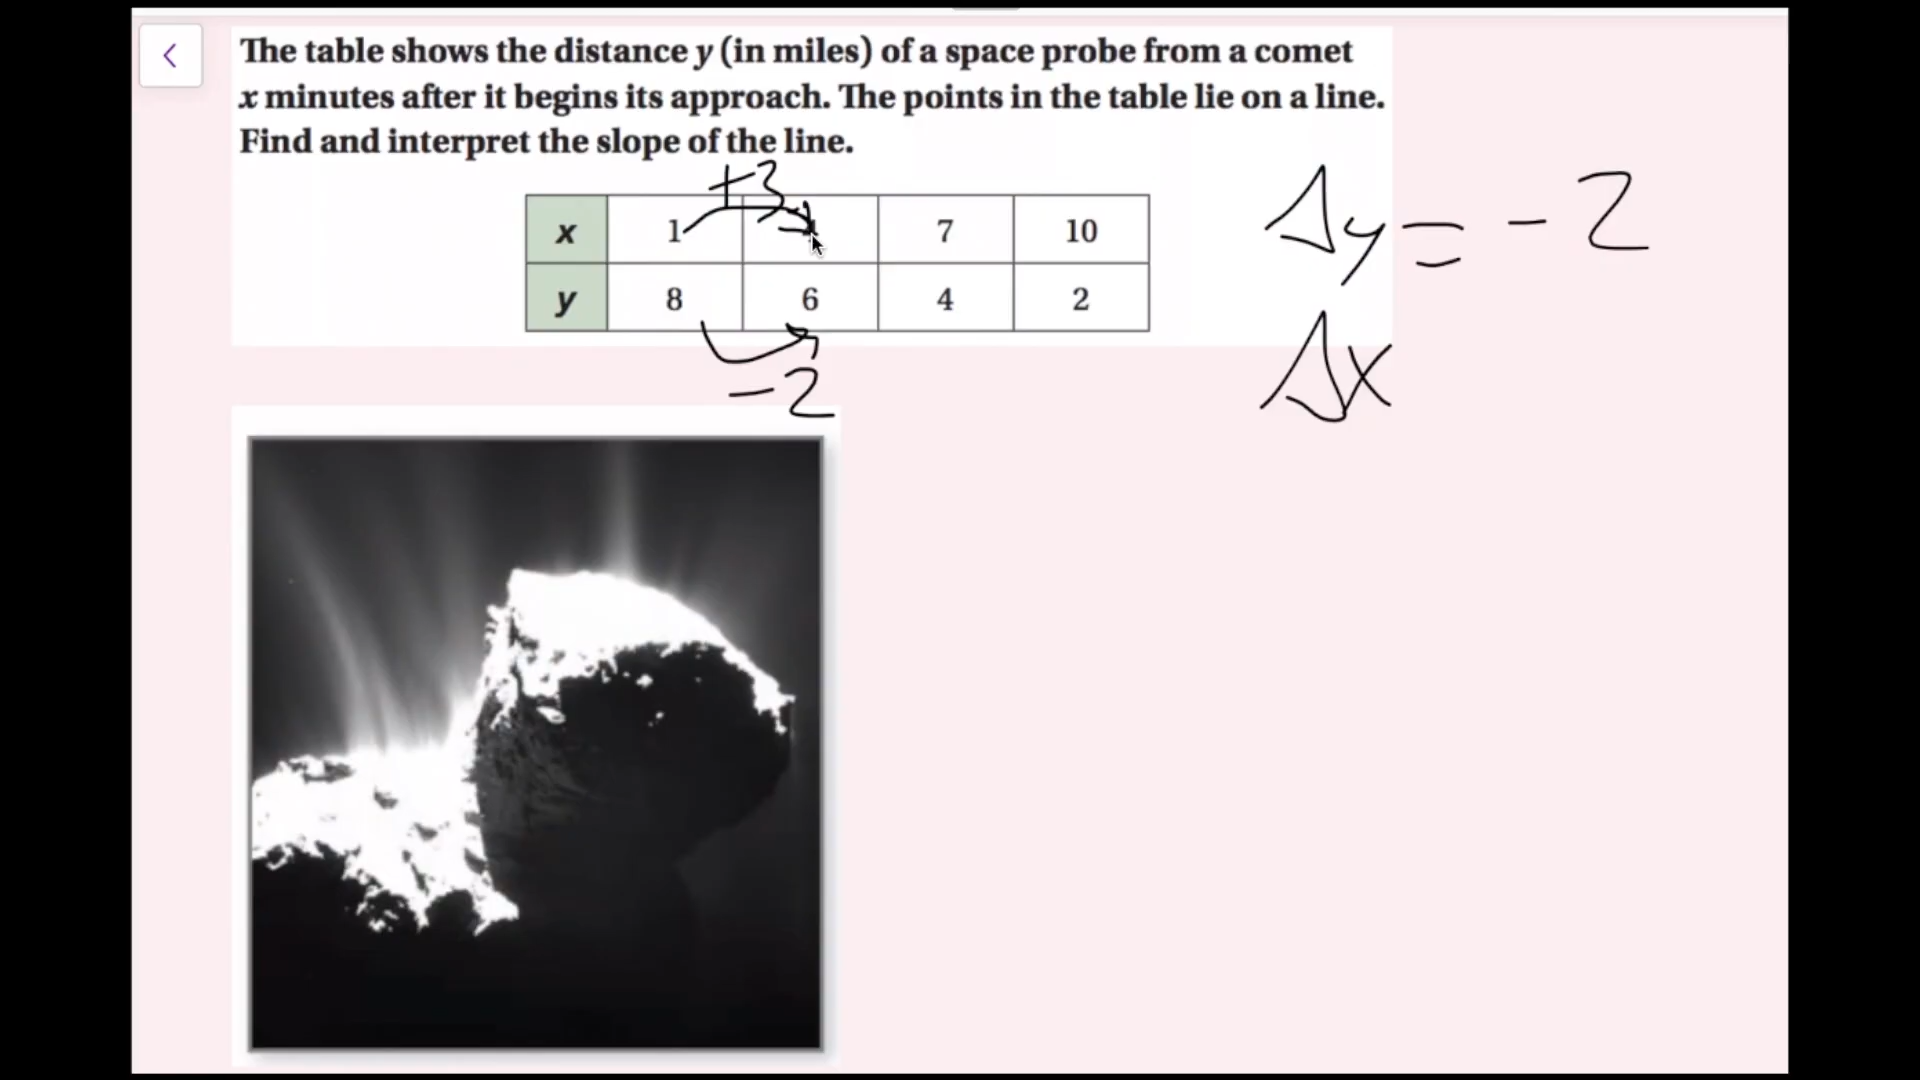 The table shows the distance y (in miles) of a space probe from a comet
x minutes after it begins its approach. The points in the table lie on a line.
Find and interpret the slope of the line.
+3
x 1 7 10
y 8 6 4 2
-2
Δy = -2
Δx